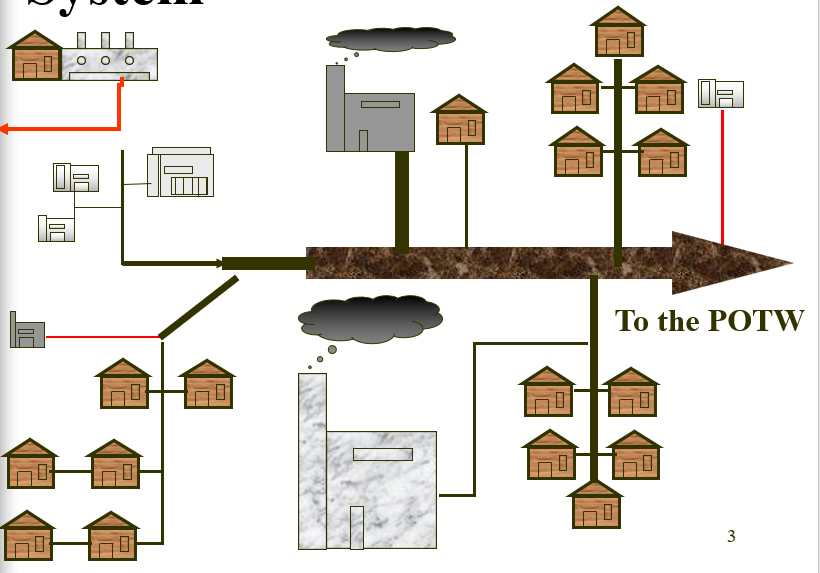 System
To the POTW
3